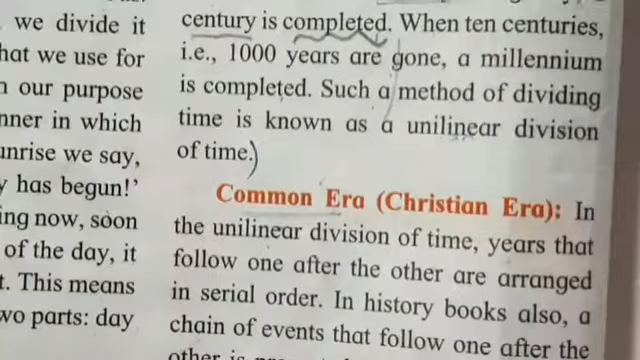 we divide it
hat we use for
our purpose
nner in which
unrise we say,
has begun!'
ing now, soon
of the day, it
t. This means
wo parts: day
century is completed. When ten centuries,
i.e., 1000 years are gone, a millennium
is completed. Such a method of dividing
time is known as a unilinear division
of time.)
Common Era (Christian Era): In
the unilinear division of time, years that
follow one after the other are arranged
in serial order. In history books also, a
chain of events that follow one after the
other is